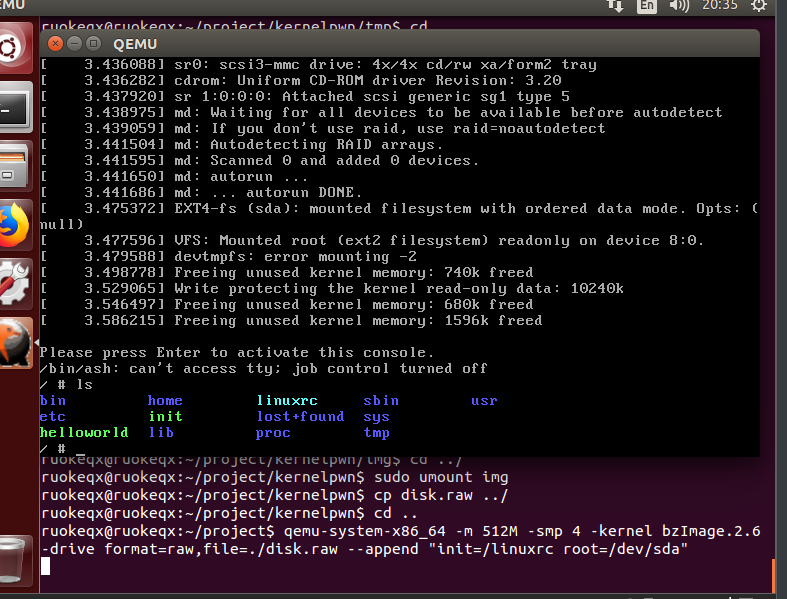 EMU
En
20:35
ruokeqx@ruokeqx:~/project/kernelpwn/tmp$ cd
QEMU
[    3.436088] sr0: scsi3-mmc drive: 4x/4x cd/rw xa/form2 tray
[    3.436282] cdrom: Uniform CD-ROM driver Revision: 3.20
[    3.437920] sr 1:0:0:0: Attached scsi generic sg1 type 5
[    3.438975] md: Waiting for all devices to be available before autodetect
[    3.439059] md: If you don't use raid, use raid=noautodetect
[    3.441504] md: Autodetecting RAID arrays.
[    3.441595] md: Scanned 0 and added 0 devices.
[    3.441650] md: autorun ...
[    3.441686] md: ... autorun DONE.
[    3.475372] EXT4-fs (sda): mounted filesystem with ordered data mode. Opts: (
null)
[    3.477596] VFS: Mounted root (ext2 filesystem) readonly on device 8:0.
[    3.479588] devtmpfs: error mounting -2
[    3.498778] Freeing unused kernel memory: 740k freed
[    3.529065] Write protecting the kernel read-only data: 10240k
[    3.546497] Freeing unused kernel memory: 680k freed
[    3.586215] Freeing unused kernel memory: 1596k freed
Please press Enter to activate this console.
/bin/ash: can't access tty; job control turned off
/ # ls
bin         home        linuxrc     sbin        usr
etc         init        lost+found  sys
helloworld  lib         proc        tmp
/ # _
ruokeqx@ruokeqx:~/project/kernelpwn/img$ cd ../
ruokeqx@ruokeqx:~/project/kernelpwn$ sudo umount img
ruokeqx@ruokeqx:~/project/kernelpwn$ cp disk.raw ../
ruokeqx@ruokeqx:~/project/kernelpwn$ cd ..
ruokeqx@ruokeqx:~/project$ qemu-system-x86_64 -m 512M -smp 4 -kernel bzImage.2.6
-drive format=raw,file=./disk.raw --append "init=/linuxrc root=/dev/sda"